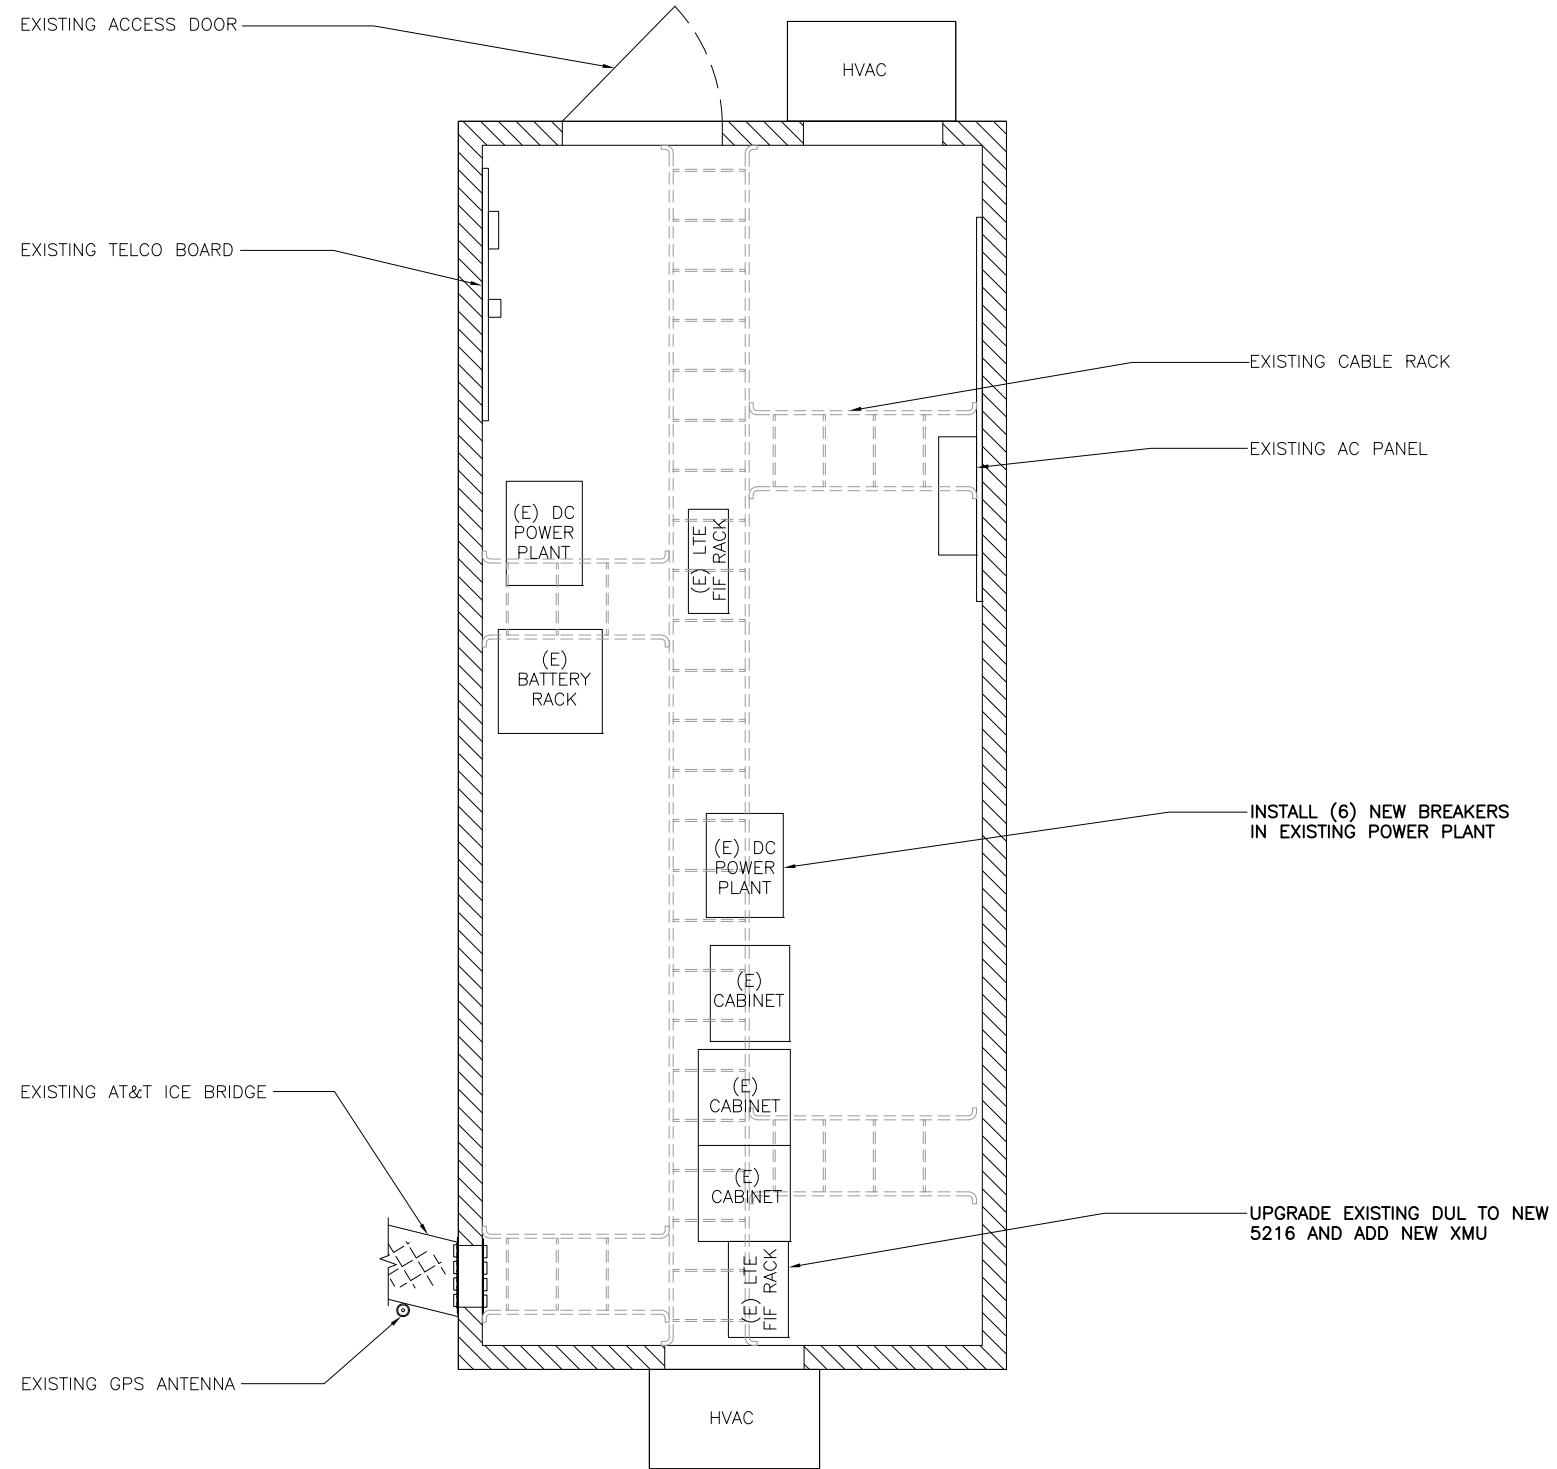 EXISTING ACCESS DOOR
HVAC
EXISTING TELCO BOARD
EXISTING CABLE RACK
EXISTING AC PANEL
(E) DC
POWER
PLANT
(E) LTE
FIF RACK
(E)
BATTERY
RACK
INSTALL (6) NEW BREAKERS
IN EXISTING POWER PLANT
(E) DC
POWER
PLANT
(E)
CABINET
EXISTING AT&T ICE BRIDGE
(E)
CABINET
(E)
CABINET
UPGRADE EXISTING DUL TO NEW
5216 AND ADD NEW XMU
(E) LTE
FIF RACK
EXISTING GPS ANTENNA
HVAC